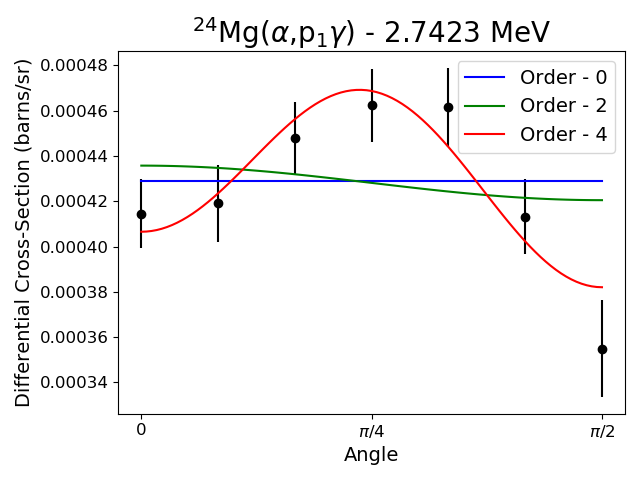 ²⁴Mg(α,p₁γ) - 2.7423 MeV
Differential Cross-Section (barns/sr)
0.00048
0.00046
0.00044
0.00042
0.00040
0.00038
0.00036
0.00034
Order - 0
Order - 2
Order - 4
0 π/4 π/2
Angle